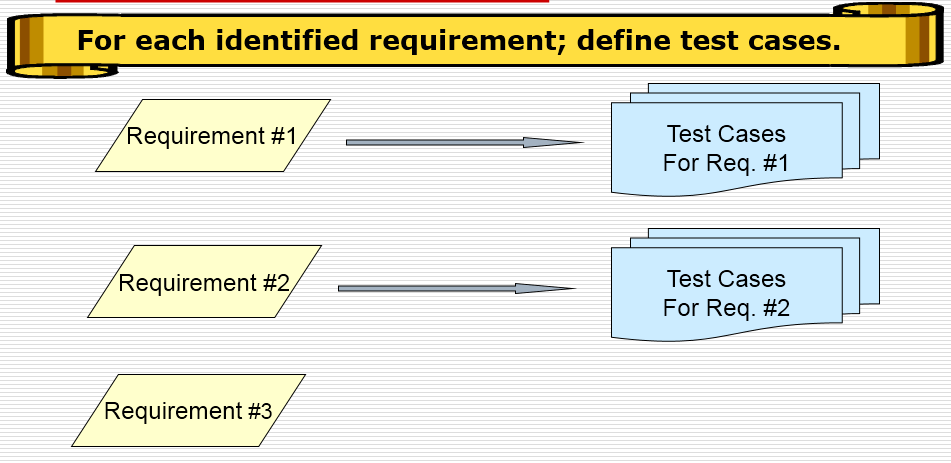 For each identified requirement; define test cases.
Requirement #1
Test Cases
For Req. #1
Requirement #2
Test Cases
For Req. #2
Requirement #3